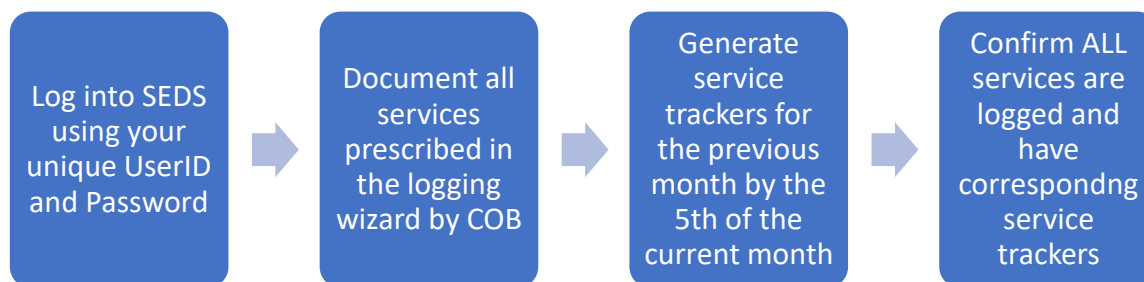 Log into SEDS
using your
unique UserID
and Password
Document all
services
prescribed in
the logging
wizard by COB
Generate
service
trackers for
the previous
month by the
5th of the
current month
Confirm ALL
services are
logged and
have
correspondng
service
trackers